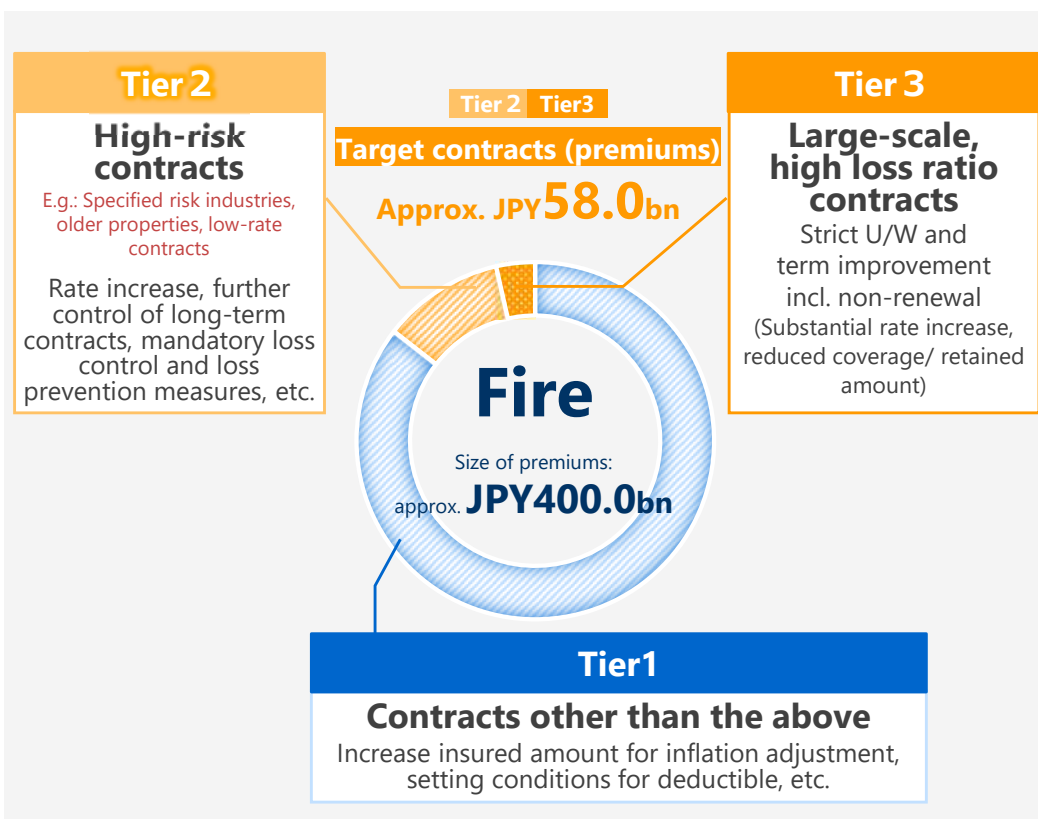 Tier 2
High-risk
contracts
E.g.: Specified risk industries,
older properties, low-rate
contracts
Rate increase, further
control of long-term
contracts, mandatory loss
control and loss
prevention measures, etc.
Tier 2 Tier3
Target contracts (premiums)
Approx. JPY58.0bn
Tier 3
Large-scale,
high loss ratio
contracts
Strict U/W and
term improvement
incl. non-renewal
(Substantial rate increase,
reduced coverage/ retained
amount)
Fire
Size of premiums:
approx. JPY400.0bn
Tier1
Contracts other than the above
Increase insured amount for inflation adjustment,
setting conditions for deductible, etc.